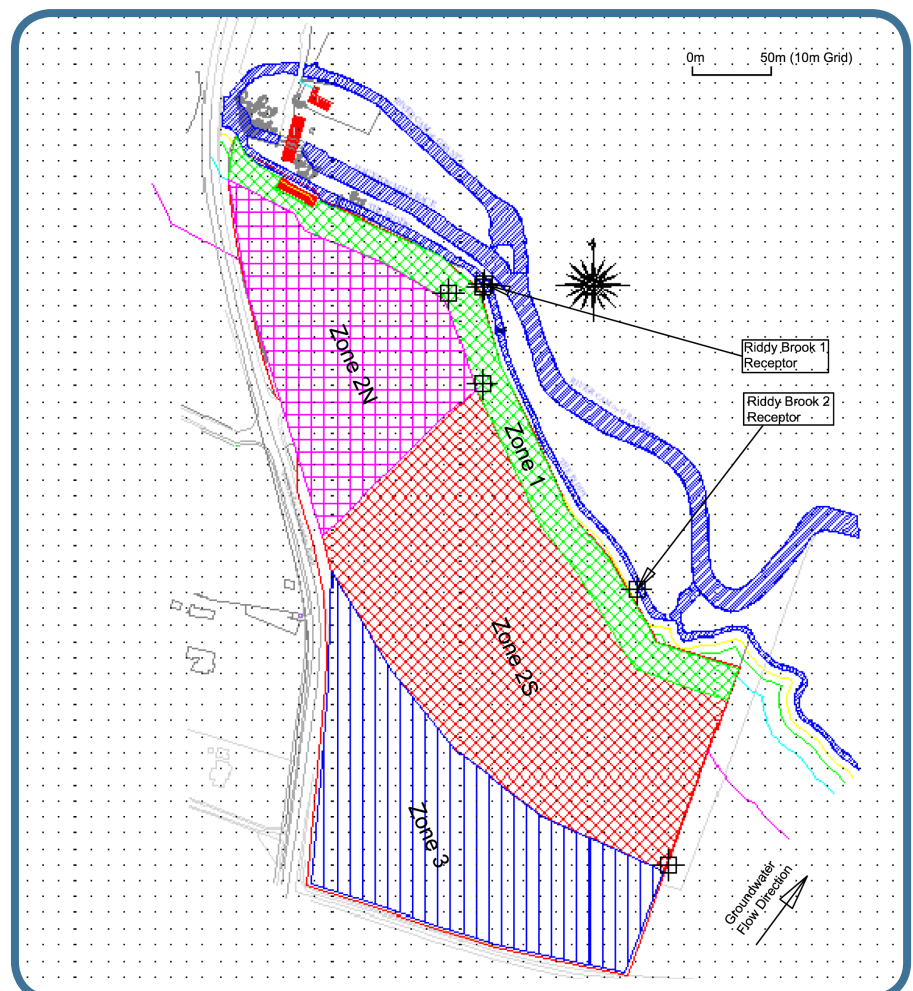 0m 50m (10m Grid)
Riddy Brook 1
Receptor
Riddy Brook 2
Receptor
Zone 2N
Zone 1
Zone 2S
Zone 3
Groundwater
Flow Direction